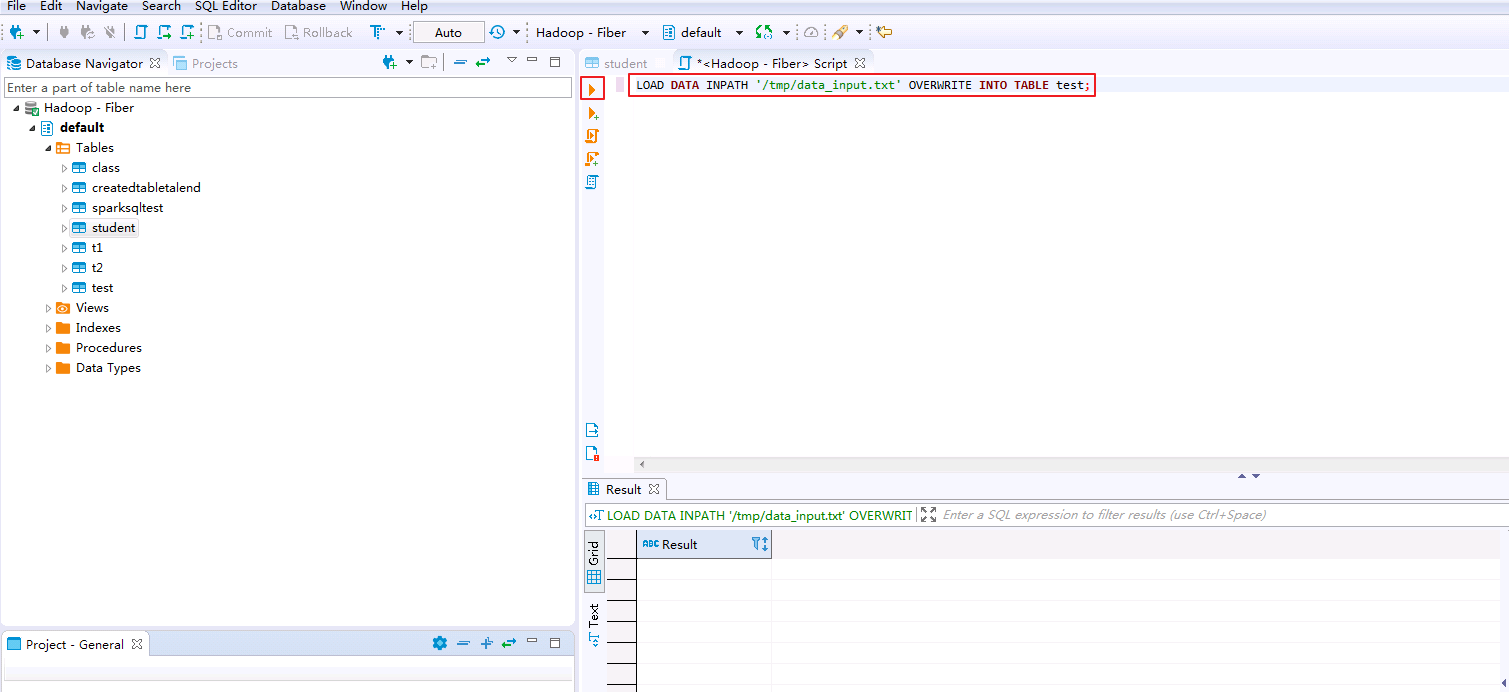 File Edit Navigate Search SQL Editor Database Window Help
Commit Rollback Auto Hadoop - Fiber default
Database Navigator Projects
Enter a part of table name here
Hadoop - Fiber
default
Tables
class
createdtabletalend
sparksqltest
student
t1
t2
test
Views
Indexes
Procedures
Data Types
Project - General
student *<Hadoop - Fiber> Script
LOAD DATA INPATH '/tmp/data_input.txt' OVERWRITE INTO TABLE test;
Result
LOAD DATA INPATH '/tmp/data_input.txt' OVERWRIT Enter a SQL expression to filter results (use Ctrl+Space)
Grid
Text
ABC Result